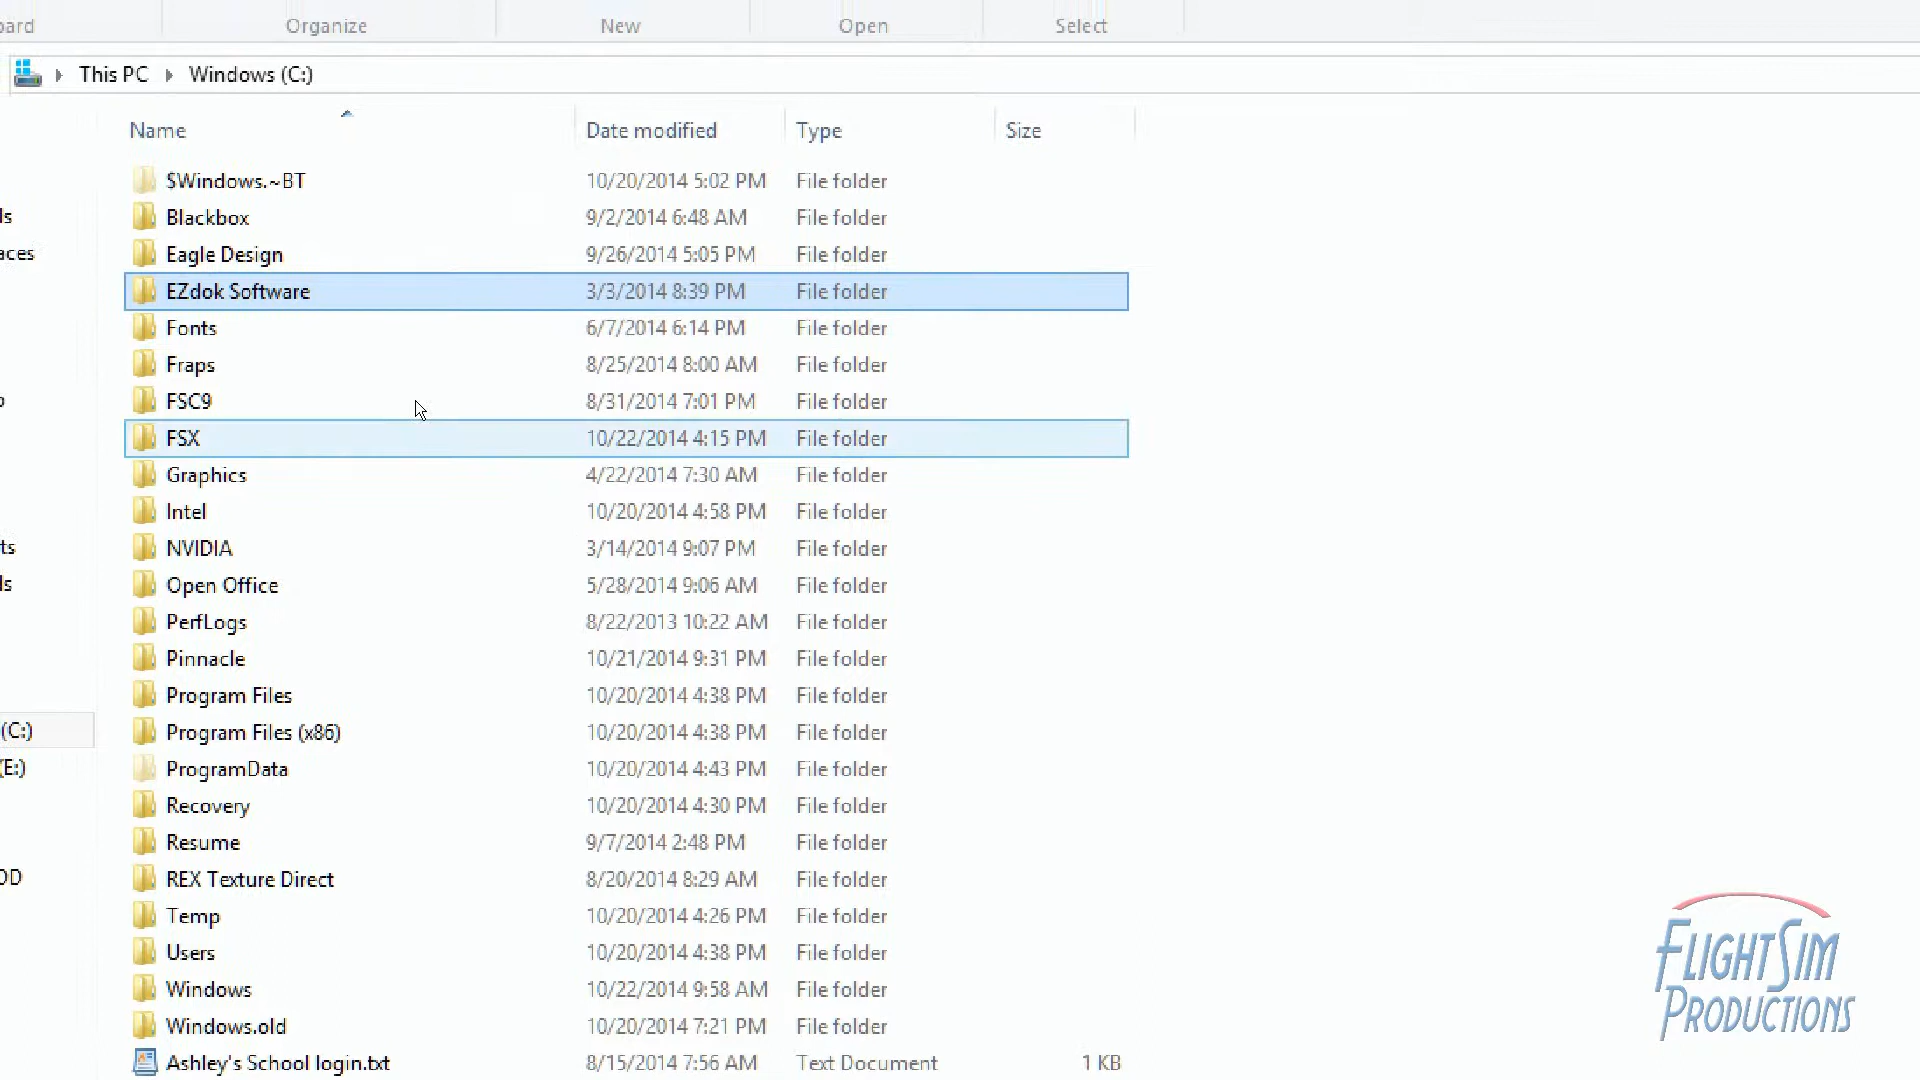 Organize New Open Select
This PC Windows (C:)
Name Date modified Type Size
$Windows.~BT 10/20/2014 5:02 PM File folder
Blackbox 9/2/2014 6:48 AM File folder
Eagle Design 9/26/2014 5:05 PM File folder
EZdok Software 3/3/2014 8:39 PM File folder
Fonts 6/7/2014 6:14 PM File folder
Fraps 8/25/2014 8:00 AM File folder
FSC9 8/31/2014 7:01 PM File folder
FSX 10/22/2014 4:15 PM File folder
Graphics 4/22/2014 7:30 AM File folder
Intel 10/20/2014 4:58 PM File folder
NVIDIA 3/14/2014 9:07 PM File folder
Open Office 5/28/2014 9:06 AM File folder
PerfLogs 8/22/2013 10:22 AM File folder
Pinnacle 10/21/2014 9:31 PM File folder
Program Files 10/20/2014 4:38 PM File folder
(C:) Program Files (x86) 10/20/2014 4:38 PM File folder
(E:) ProgramData 10/20/2014 4:43 PM File folder
Recovery 10/20/2014 4:30 PM File folder
Resume 9/7/2014 2:48 PM File folder
REX Texture Direct 8/20/2014 8:29 AM File folder
Temp 10/20/2014 4:26 PM File folder
Users 10/20/2014 4:38 PM File folder
Windows 10/22/2014 9:58 AM File folder
Windows.old 10/20/2014 7:21 PM File folder
Ashley's School login.txt 8/15/2014 7:56 AM Text Document 1 KB
FLIGHTSIM
PRODUCTIONS